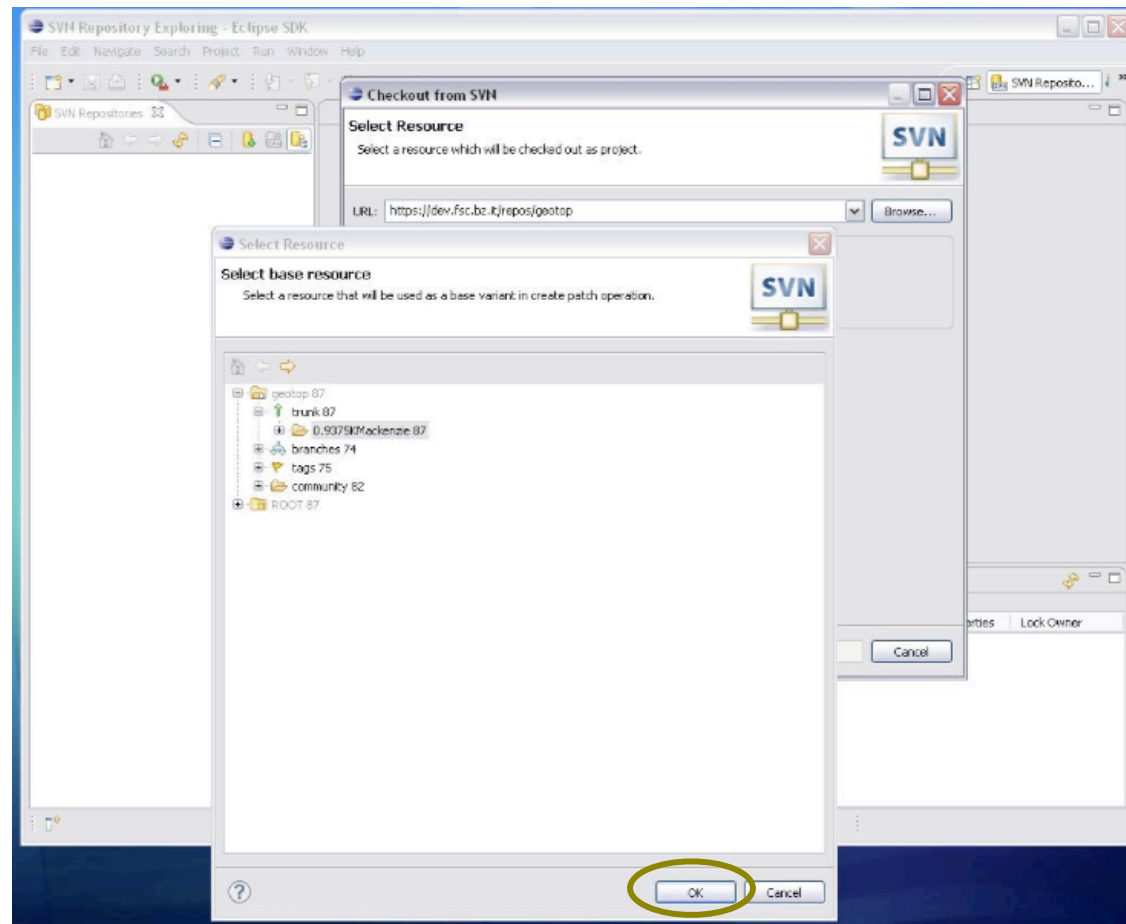 SVN Repository Exploring - Eclipse SDK
File Edit Navigate Search Project Run Window Help
SVN Reposito...
SVN Repositories
Checkout from SVN
Select Resource
Select a resource which will be checked out as project.
SVN
URL: https://dev.fsc.bz.it/repos/geotop
Browse...
Select Resource
Select base resource
Select a resource that will be used as a base variant in create patch operation.
SVN
geotop 87
trunk 87
0.9375KMackenzie 87
branches 74
tags 75
community 82
ROOT 87
erties Lock Owner
Cancel
OK Cancel